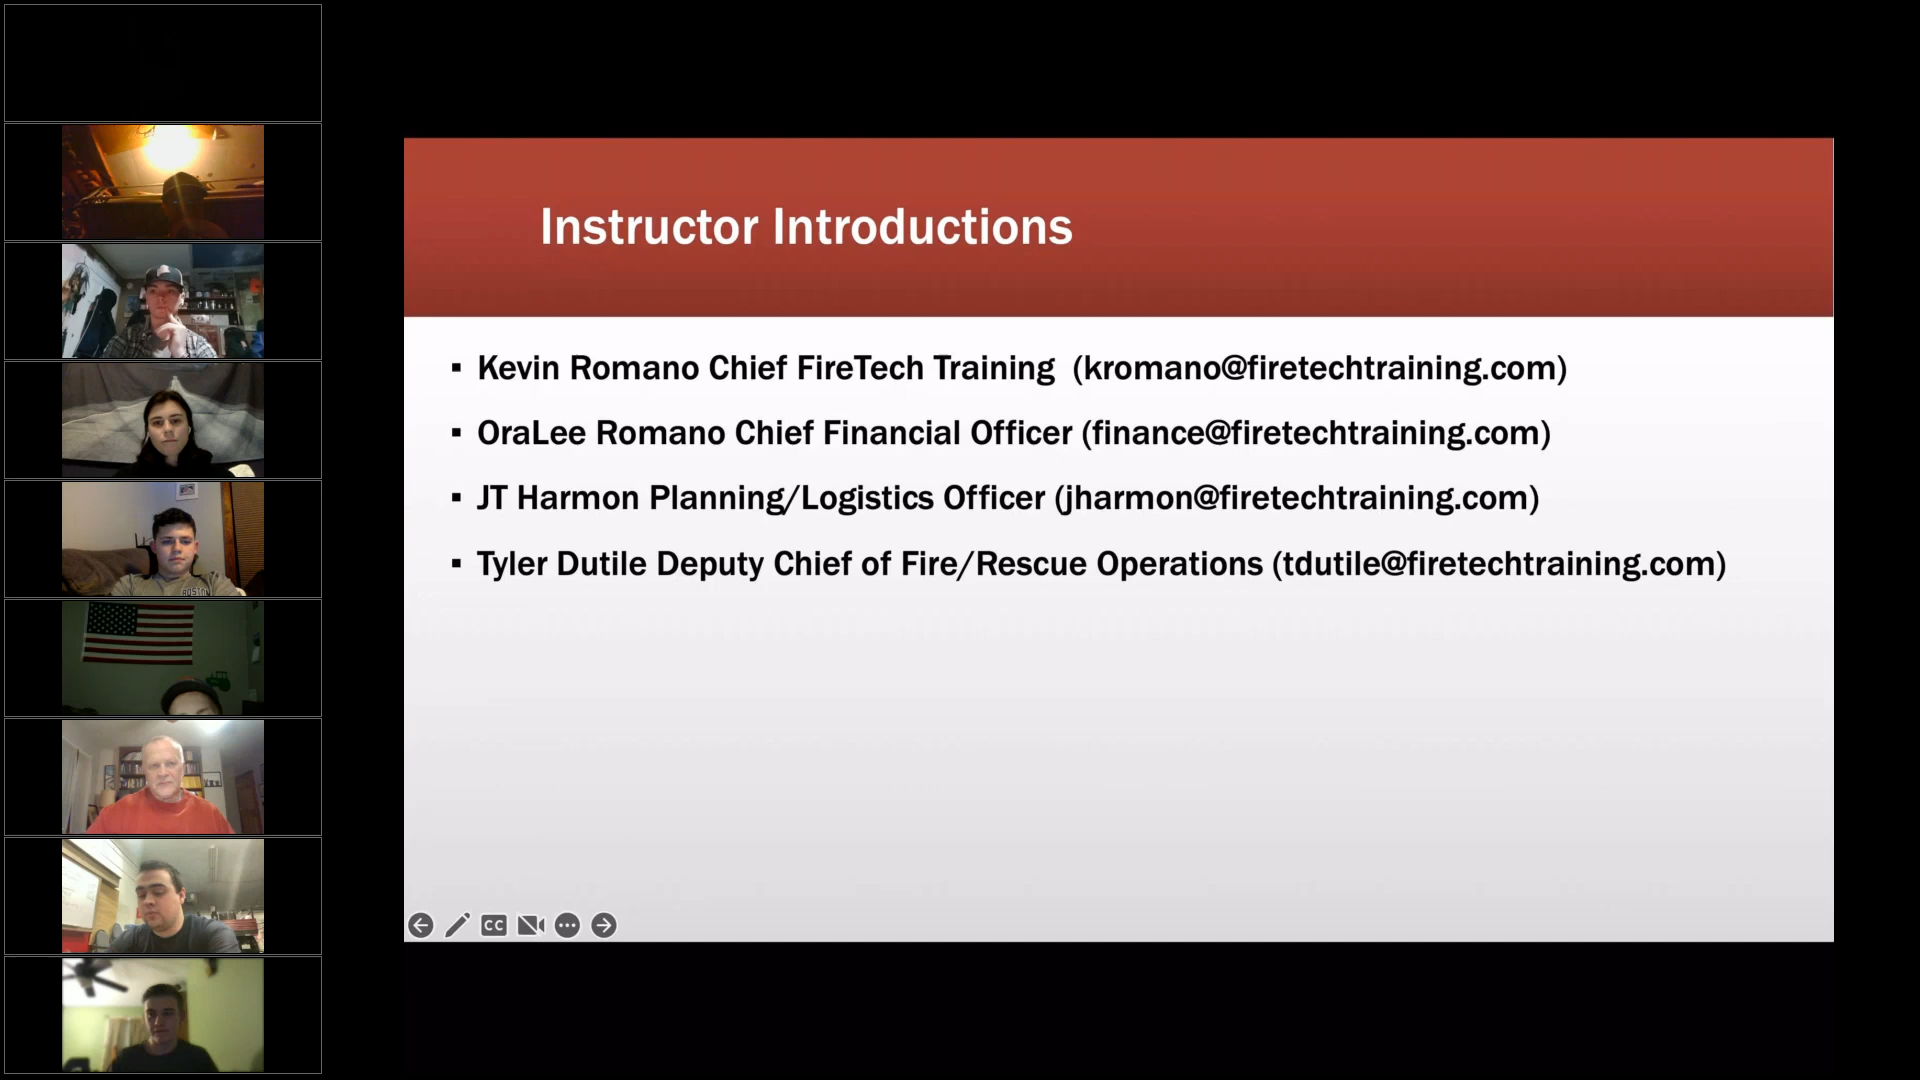 Instructor Introductions
▪ Kevin Romano Chief FireTech Training  (kromano@firetechtraining.com)
▪ OraLee Romano Chief Financial Officer (finance@firetechtraining.com)
▪ JT Harmon Planning/Logistics Officer (jharmon@firetechtraining.com)
▪ Tyler Dutile Deputy Chief of Fire/Rescue Operations (tdutile@firetechtraining.com)
CC